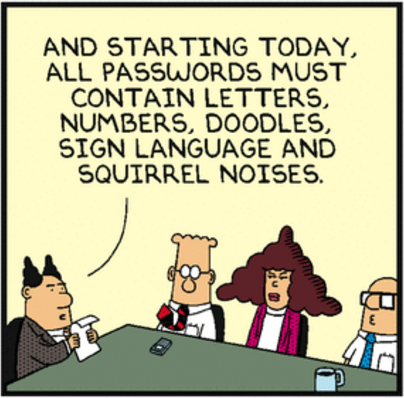 AND STARTING TODAY,
ALL PASSWORDS MUST
CONTAIN LETTERS,
NUMBERS, DOODLES,
SIGN LANGUAGE AND
SQUIRREL NOISES.